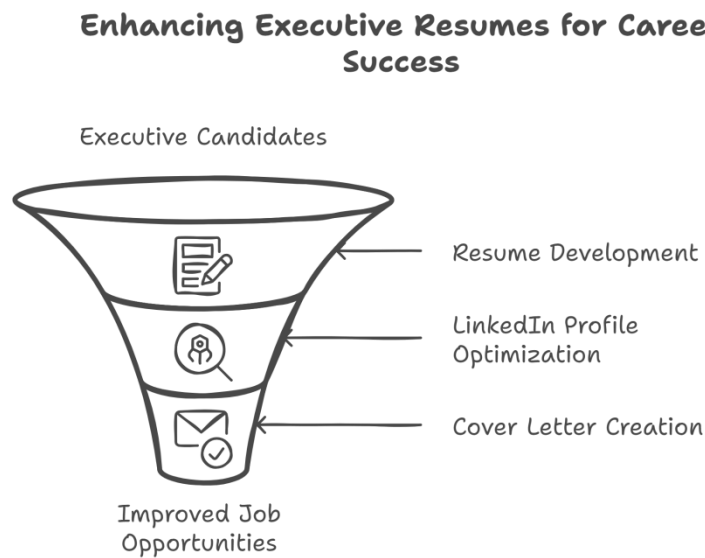 Enhancing Executive Resumes for Caree
Success
Executive Candidates
Resume Development
LinkedIn Profile
Optimization
Cover Letter Creation
Improved Job
Opportunities